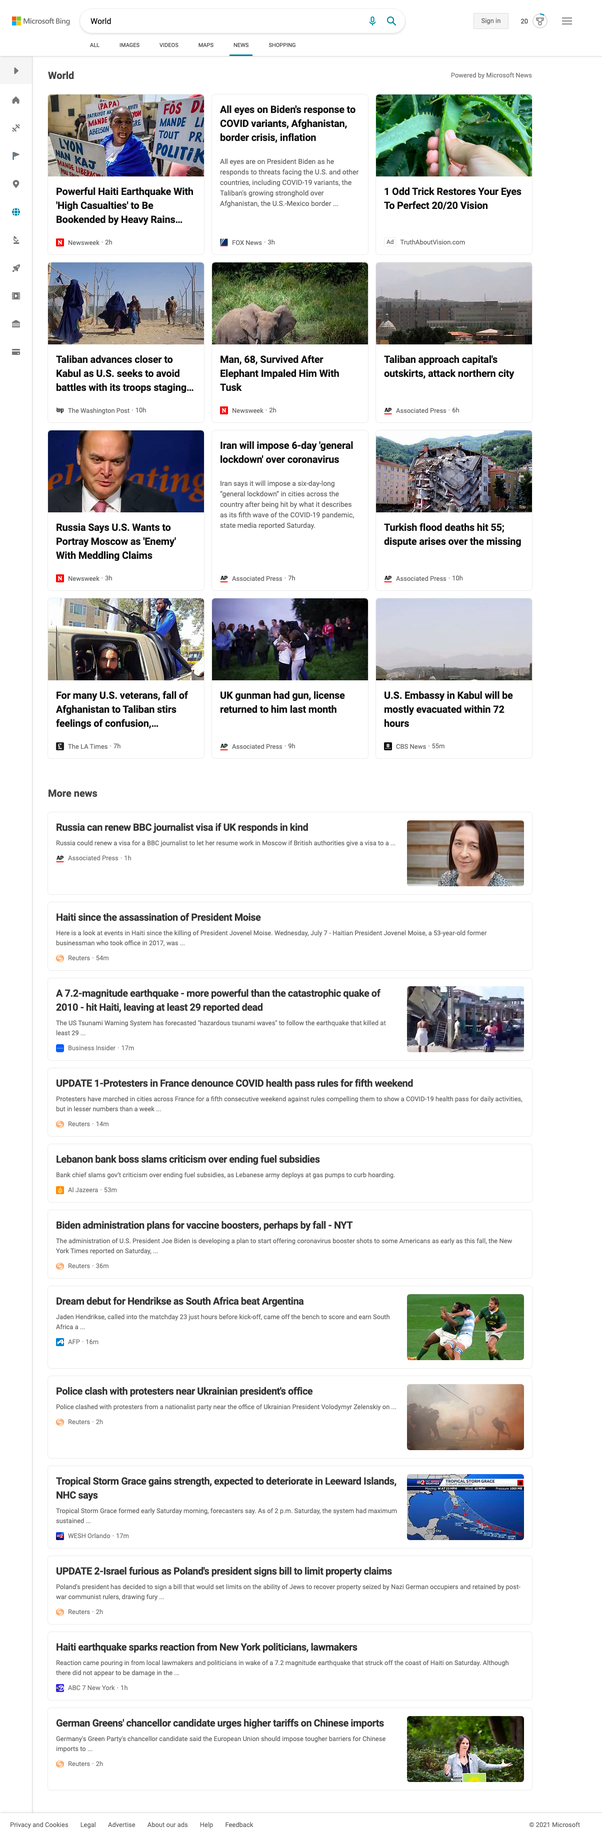 Microsoft Bing
World
Sign in
20
ALL
IMAGES
VIDEOS
MAPS
NEWS
SHOPPING
World
Powered by Microsoft News
(PAPA)
LYON
NAN KAJ
FÒS D
MANDE L
TOUT PR
POLITIK
Powerful Haiti Earthquake With
'High Casualties' to Be
Bookended by Heavy Rains...
Newsweek · 2h
All eyes on Biden's response to
COVID variants, Afghanistan,
border crisis, inflation
All eyes are on President Biden as he
responds to threats facing the U.S. and other
countries, including COVID-19 variants, the
Taliban's growing stronghold over
Afghanistan, the U.S.-Mexico border ...
FOX News · 3h
1 Odd Trick Restores Your Eyes
To Perfect 20/20 Vision
Ad TruthAboutVision.com
Taliban advances closer to
Kabul as U.S. seeks to avoid
battles with its troops staging...
The Washington Post · 10h
Man, 68, Survived After
Elephant Impaled Him With
Tusk
Newsweek · 2h
Taliban approach capital's
outskirts, attack northern city
AP Associated Press · 6h
Russia Says U.S. Wants to
Portray Moscow as 'Enemy'
With Meddling Claims
Newsweek · 3h
Iran will impose 6-day 'general
lockdown' over coronavirus
Iran says it will impose a six-day-long
"general lockdown" in cities across the
country after being hit by what it describes
as its fifth wave of the COVID-19 pandemic,
state media reported Saturday.
AP Associated Press · 7h
Turkish flood deaths hit 55;
dispute arises over the missing
AP Associated Press · 10h
For many U.S. veterans, fall of
Afghanistan to Taliban stirs
feelings of confusion,...
The LA Times · 7h
UK gunman had gun, license
returned to him last month
AP Associated Press · 9h
U.S. Embassy in Kabul will be
mostly evacuated within 72
hours
CBS News · 55m
More news
Russia can renew BBC journalist visa if UK responds in kind
Russia could renew a visa for a BBC journalist to let her resume work in Moscow if British authorities give a visa to a ...
AP Associated Press · 1h
Haiti since the assassination of President Moise
Here is a look at events in Haiti since the killing of President Jovenel Moise. Wednesday, July 7 - Haitian President Jovenel Moise, a 53-year-old former
businessman who took office in 2017, was ...
Reuters · 54m
A 7.2-magnitude earthquake - more powerful than the catastrophic quake of
2010 - hit Haiti, leaving at least 29 reported dead
The US Tsunami Warning System has forecasted "hazardous tsunami waves" to follow the earthquake that killed at
least 29 ...
Business Insider · 17m
UPDATE 1-Protesters in France denounce COVID health pass rules for fifth weekend
Protesters have marched in cities across France for a fifth consecutive weekend against rules compelling them to show a COVID-19 health pass for daily activities,
but in lesser numbers than a week ...
Reuters · 14m
Lebanon bank boss slams criticism over ending fuel subsidies
Bank chief slams gov't criticism over ending fuel subsidies, as Lebanese army deploys at gas pumps to curb hoarding.
Al Jazeera · 53m
Biden administration plans for vaccine boosters, perhaps by fall - NYT
The administration of U.S. President Joe Biden is developing a plan to start offering coronavirus booster shots to some Americans as early as this fall, the New
York Times reported on Saturday, ...
Reuters · 36m
Dream debut for Hendrikse as South Africa beat Argentina
Jaden Hendrikse, called into the matchday 23 just hours before kick-off, came off the bench to score and earn South
Africa a ...
AFP · 16m
Police clash with protesters near Ukrainian president's office
Police clashed with protesters from a nationalist party near the office of Ukrainian President Volodymyr Zelenskiy on ...
Reuters · 2h
Tropical Storm Grace gains strength, expected to deteriorate in Leeward Islands,
NHC says
Tropical Storm Grace formed early Saturday morning, forecasters say. As of 2 p.m. Saturday, the system had maximum
sustained ...
WESH Orlando · 17m
TROPICAL STORM GRACE
UPDATE 2-Israel furious as Poland's president signs bill to limit property claims
Poland's president has decided to sign a bill that would set limits on the ability of Jews to recover property seized by Nazi German occupiers and retained by post-
war communist rulers, drawing fury ...
Reuters · 2h
Haiti earthquake sparks reaction from New York politicians, lawmakers
Reaction came pouring in from local lawmakers and politicians in wake of a 7.2 magnitude earthquake that struck off the coast of Haiti on Saturday. Although
there did not appear to be damage in the ...
ABC 7 New York · 1h
German Greens' chancellor candidate urges higher tariffs on Chinese imports
Germany's Green Party's chancellor candidate said the European Union should impose tougher barriers for Chinese
imports to ...
Reuters · 2h
Privacy and Cookies
Legal
Advertise
About our ads
Help
Feedback
© 2021 Microsoft